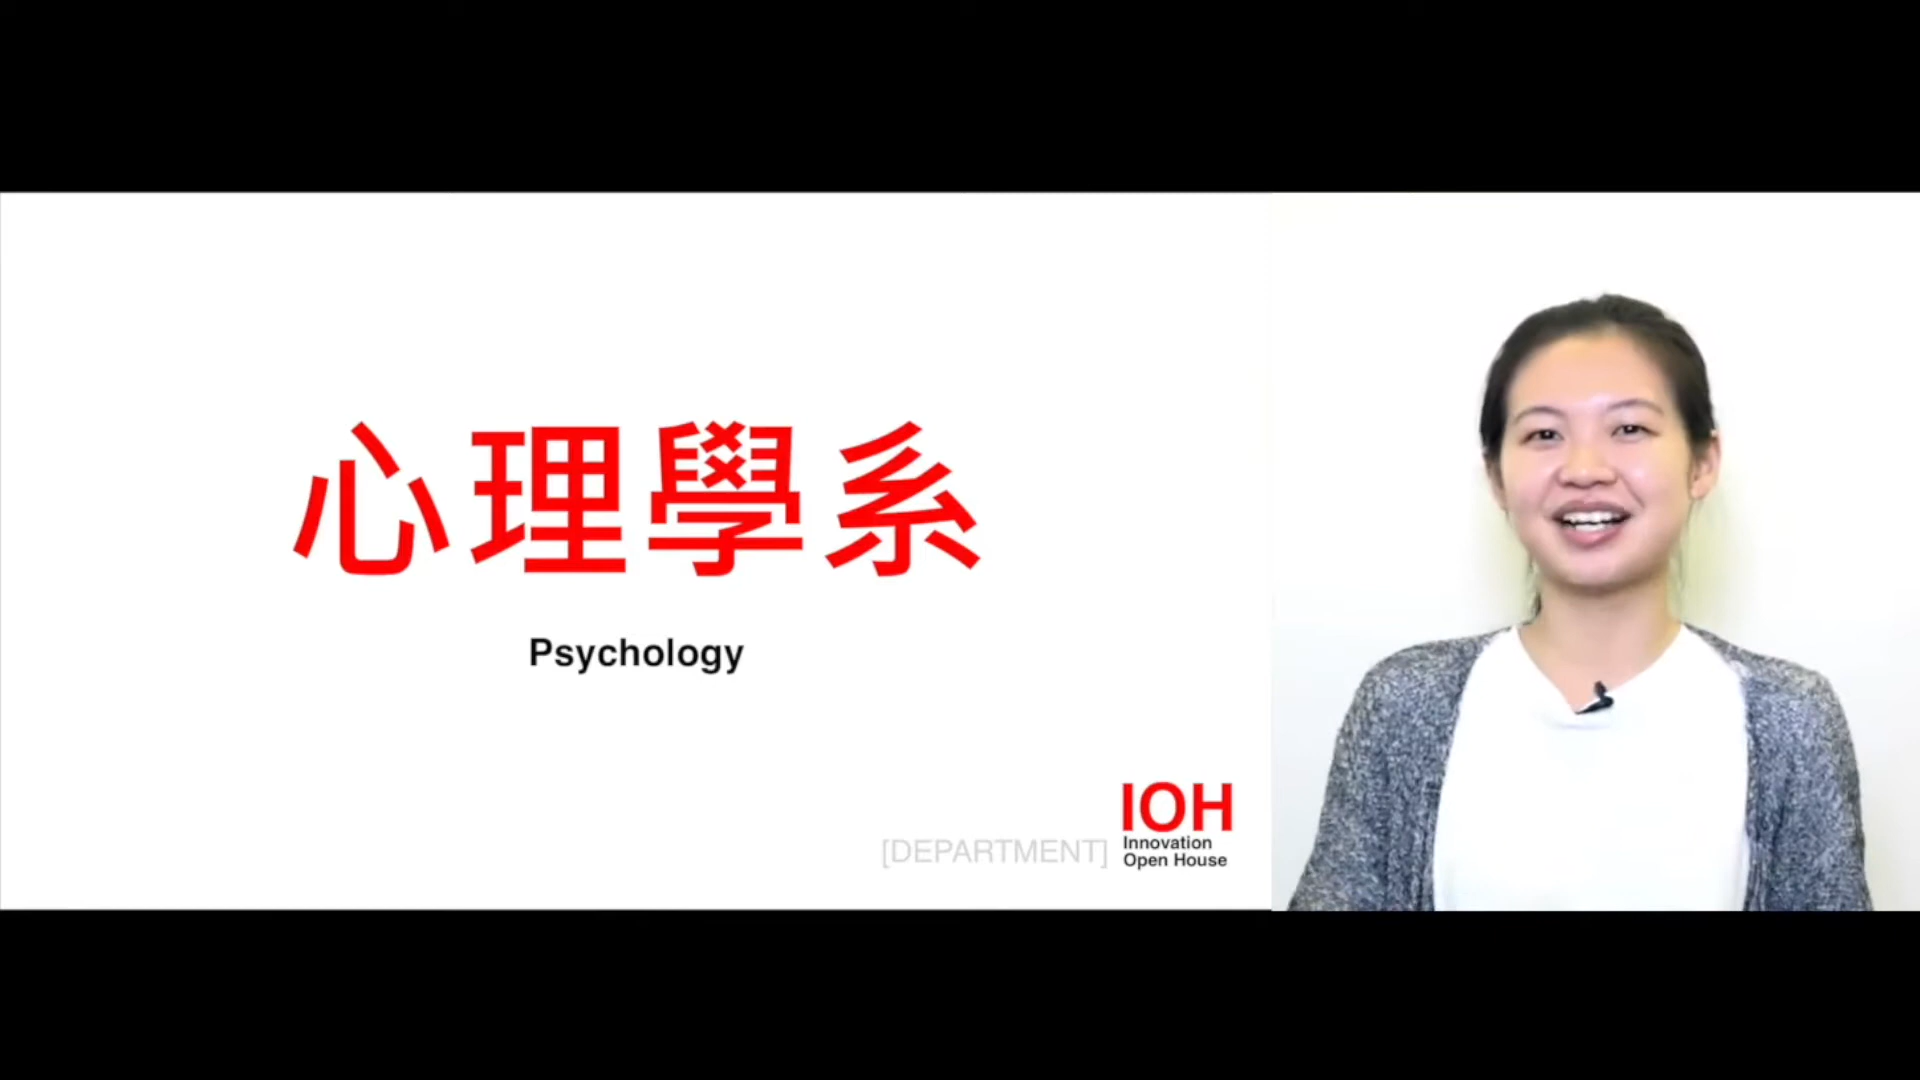 心理學系
Psychology
[DEPARTMENT]
IOH
Innovation
Open House